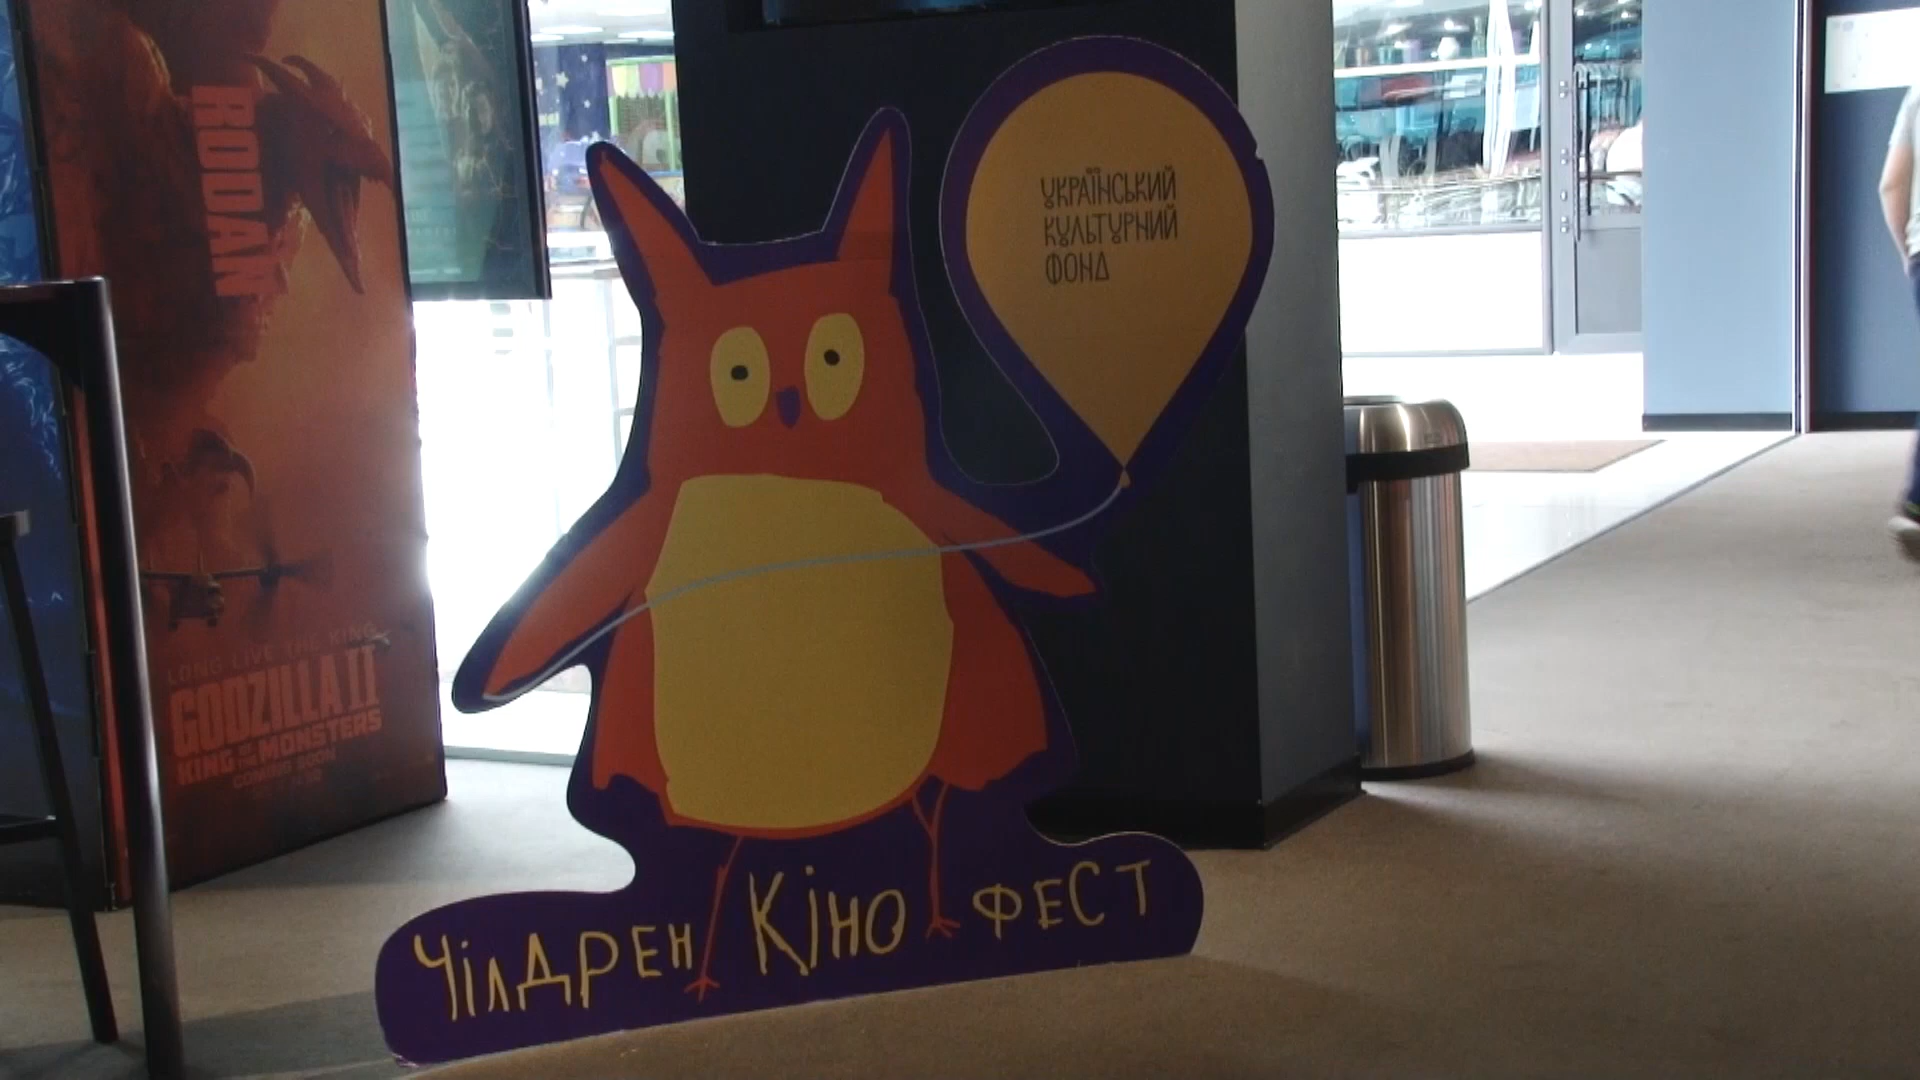 RODAN
LONG LIVE THE KING
GODZILLA II
KING OF THE MONSTERS
COMING SOON
УКРАЇНСЬКИЙ
КУЛЬТУРНИЙ
ФОНД
ЧІЛДРЕН КІНО ФЕСТ